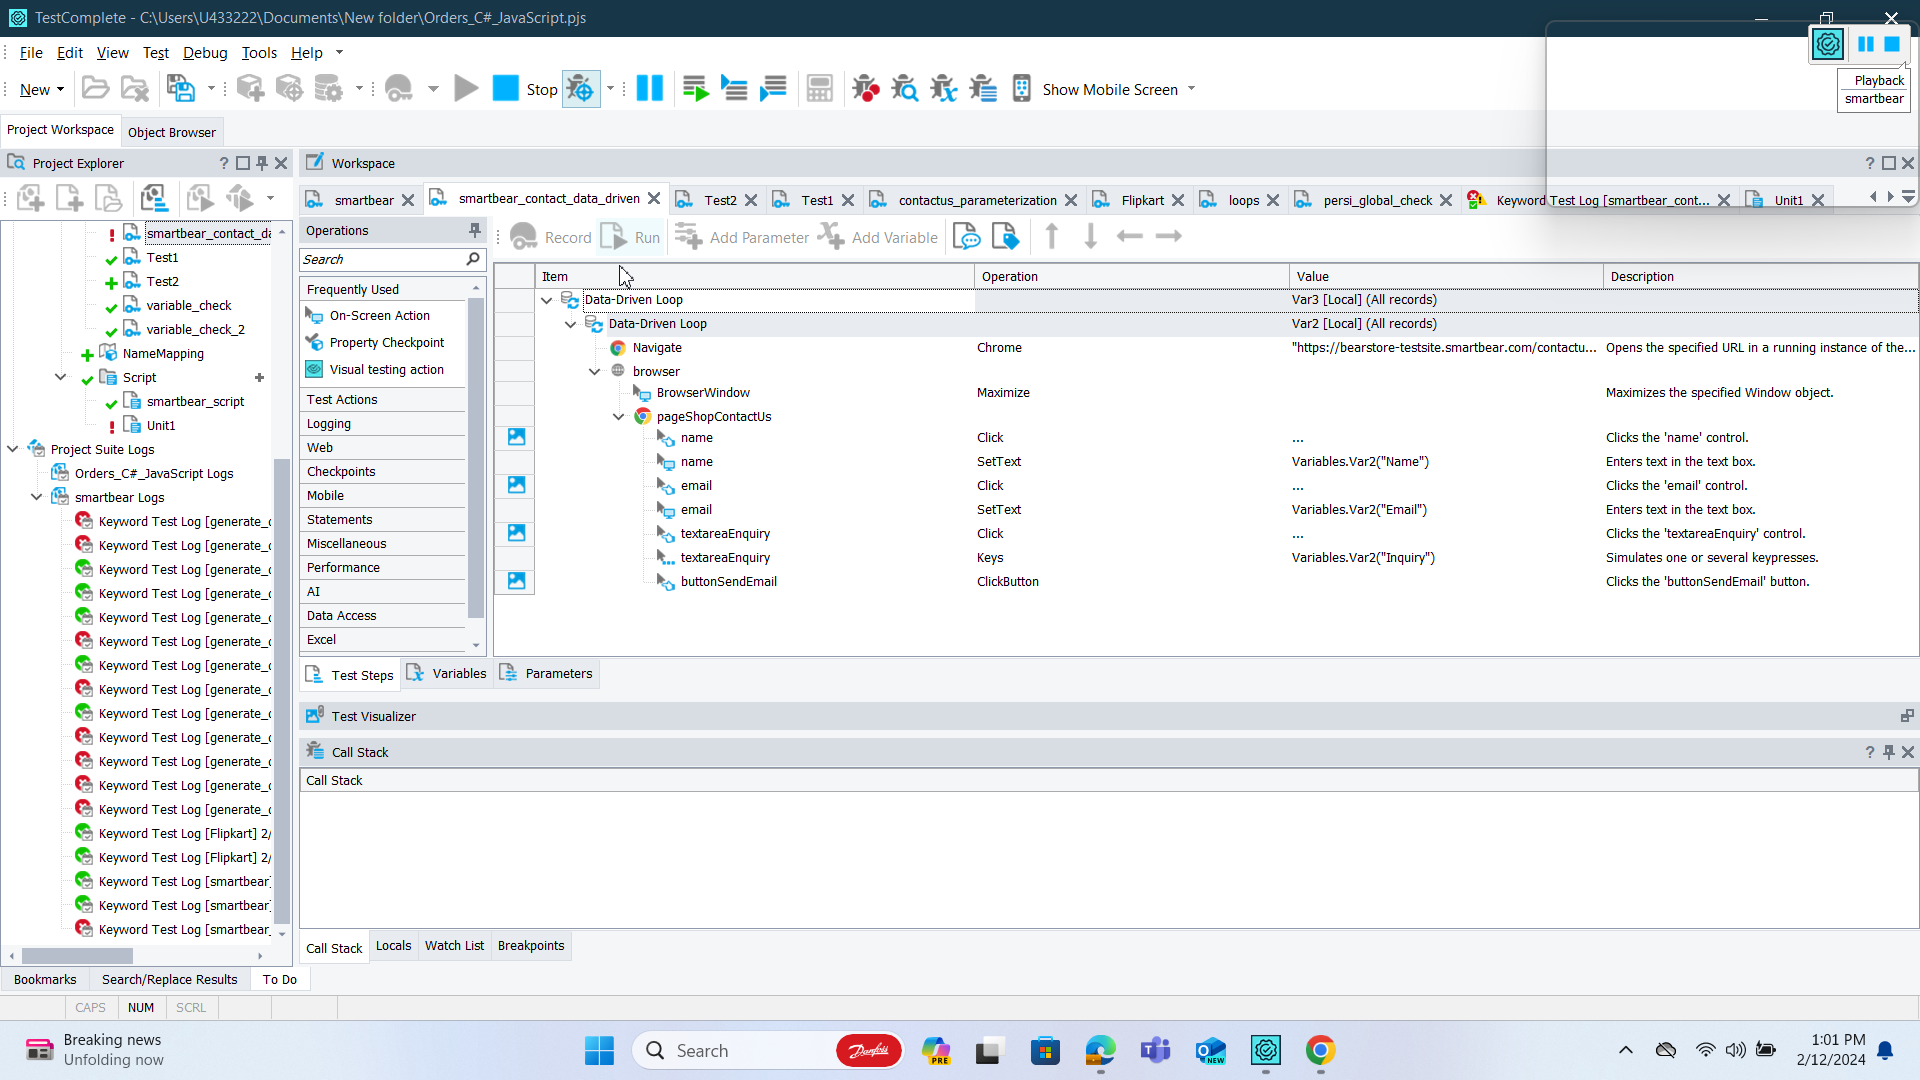 TestComplete - C:\Users\U433222\Documents\New folder\Orders_C#_JavaScript.pjs
File Edit View Test Debug Tools Help
New Stop Show Mobile Screen
Playback
smartbear
Project Workspace Object Browser
Project Explorer
Workspace
smartbear smartbear_contact_data_driven Test2 Test1 contactus_parameterization Flipkart loops persi_global_check Keyword Test Log [smartbear_cont... Unit1
Operations
Record Run Add Parameter Add Variable
Search
Frequently Used
On-Screen Action
Property Checkpoint
Visual testing action
Test Actions
Logging
Web
Checkpoints
Mobile
Statements
Miscellaneous
Performance
AI
Data Access
Excel
smartbear_contact_da
Test1
Test2
variable_check
variable_check_2
NameMapping
Script
smartbear_script
Unit1
Project Suite Logs
Orders_C#_JavaScript Logs
smartbear Logs
Keyword Test Log [generate_
Keyword Test Log [generate_
Keyword Test Log [generate_
Keyword Test Log [generate_
Keyword Test Log [generate_
Keyword Test Log [generate_
Keyword Test Log [generate_
Keyword Test Log [generate_
Keyword Test Log [generate_
Keyword Test Log [generate_
Keyword Test Log [generate_
Keyword Test Log [generate_
Keyword Test Log [generate_
Keyword Test Log [Flipkart] 2/
Keyword Test Log [Flipkart] 2/
Keyword Test Log [smartbear]
Keyword Test Log [smartbear]
Keyword Test Log [smartbear_
Item Operation Value Description
Data-Driven Loop Var3 [Local] (All records)
Data-Driven Loop Var2 [Local] (All records)
Navigate Chrome "https://bearstore-testsite.smartbear.com/contactu... Opens the specified URL in a running instance of the...
browser
BrowserWindow Maximize Maximizes the specified Window object.
pageShopContactUs
name Click ... Clicks the 'name' control.
name SetText Variables.Var2("Name") Enters text in the text box.
email Click ... Clicks the 'email' control.
email SetText Variables.Var2("Email") Enters text in the text box.
textareaEnquiry Click ... Clicks the 'textareaEnquiry' control.
textareaEnquiry Keys Variables.Var2("Inquiry") Simulates one or several keypresses.
buttonSendEmail ClickButton Clicks the 'buttonSendEmail' button.
Test Steps Variables Parameters
Test Visualizer
Call Stack
Call Stack
Call Stack Locals Watch List Breakpoints
Bookmarks Search/Replace Results To Do
CAPS NUM SCRL
Breaking news
Unfolding now
Search
Danfoss
PRE
NEW
1:01 PM
2/12/2024